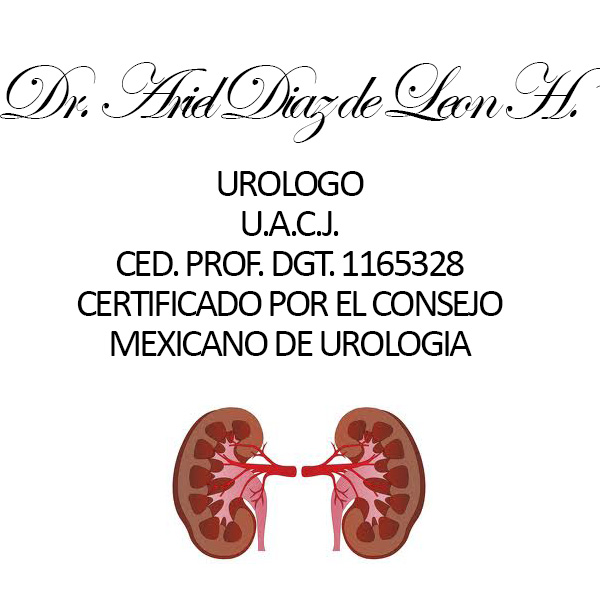 Dr. Ariel Diaz de Leon H.
UROLOGO
U.A.C.J.
CED. PROF. DGT. 1165328
CERTIFICADO POR EL CONSEJO
MEXICANO DE UROLOGIA